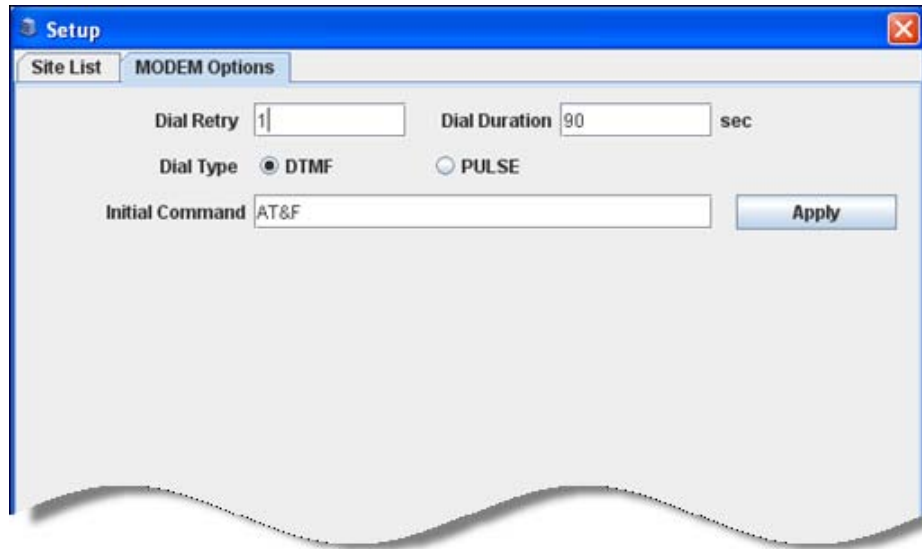 Setup
Site List MODEM Options
Dial Retry 1 Dial Duration 90 sec
Dial Type DTMF PULSE
Initial Command AT&F Apply